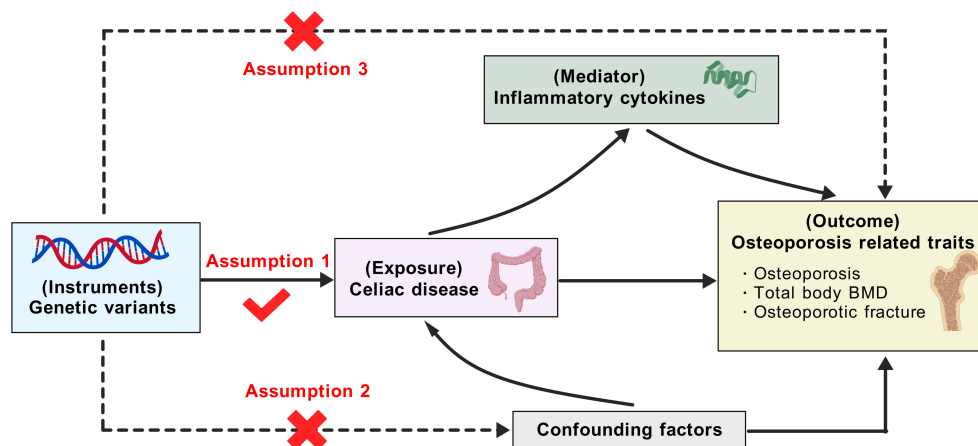 Assumption 3
(Mediator)
Inflammatory cytokines
(Instruments)
Genetic variants
Assumption 1
(Exposure)
Celiac disease
(Outcome)
Osteoporosis related traits
· Osteoporosis
· Total body BMD
· Osteoporotic fracture
Assumption 2
Confounding factors